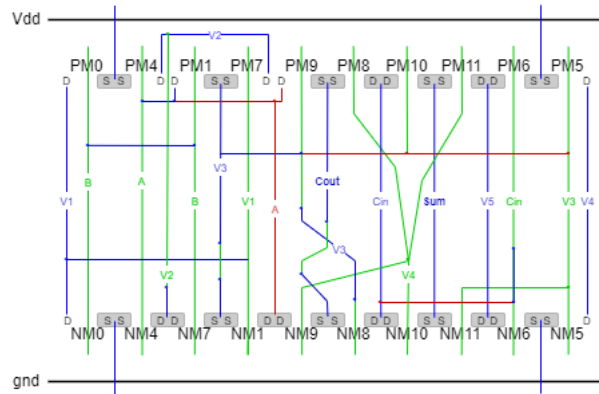 Vdd
V2
PM0 PM4 PM1 PM7 PM9 PM8 PM10 PM11 PM6 PM5
D S S D D S S D D S S D D S S D D S S D
V3 Cout
B A B V1 A V1 Cin Sum V5 Cin V3 V4
V2 V3 V4
D S S D D S S D D S S D D S S D D S S D
NM0 NM4 NM7 NM1 NM9 NM8 NM10 NM11 NM6 NM5
gnd